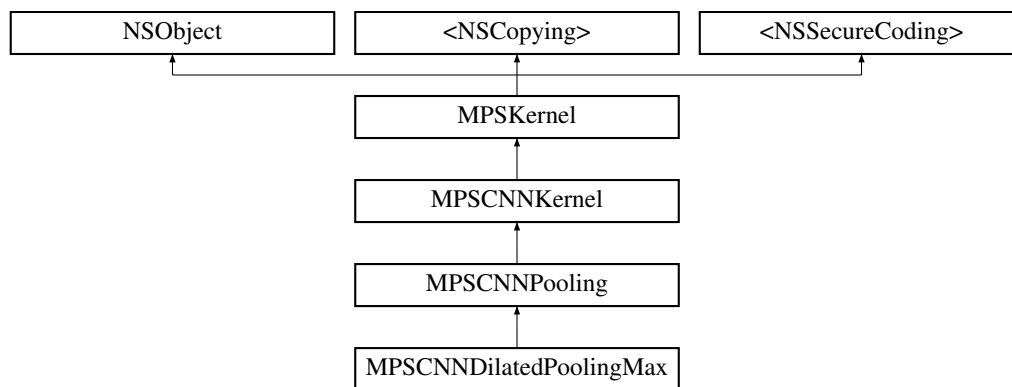 NSObject
<NSCopying>
<NSSecureCoding>
MPSKernel
MPSCNNKernel
MPSCNNPooling
MPSCNNDilatedPoolingMax